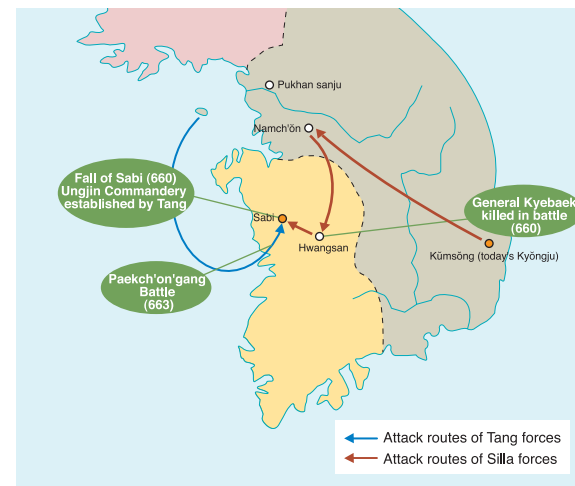 Pukhan sanju
Namch'ŏn
Fall of Sabi (660)
Ungjin Commandery
established by Tang
General Kyebaek
killed in battle
(660)
Sabi
Hwangsan
Kŭmsŏng (today's Kyŏngju)
Paekch'on'gang
Battle
(663)
Attack routes of Tang forces
Attack routes of Silla forces